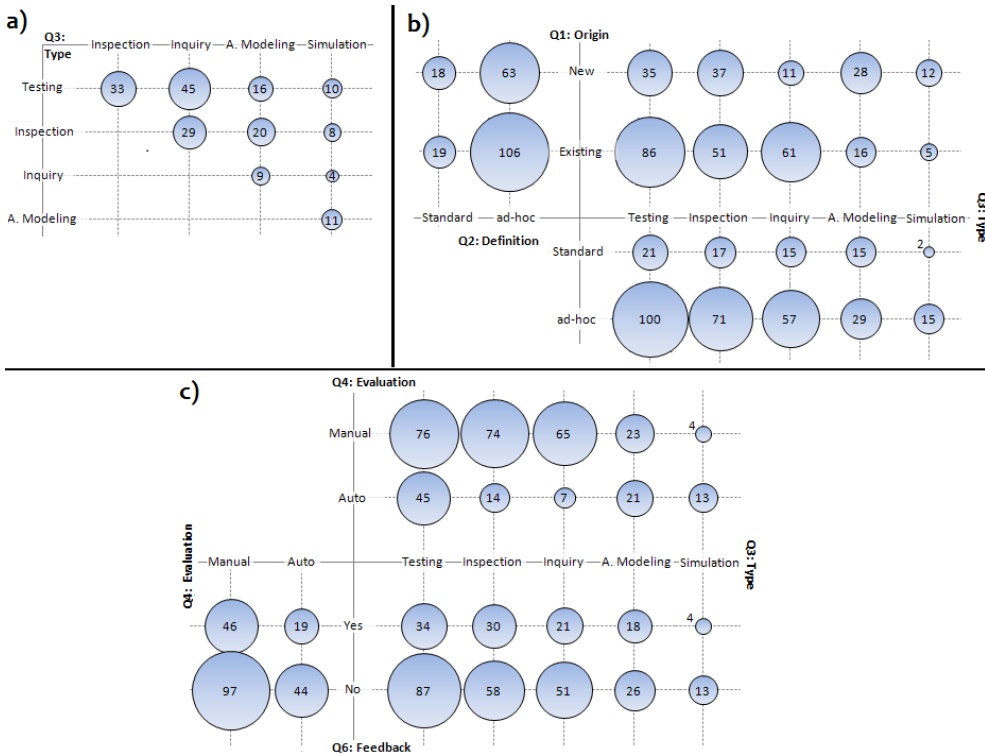 a)
Q3:
Type
Inspection Inquiry A. Modeling Simulation
Testing 33 45 16 10
Inspection 29 20 8
Inquiry 9 4
A. Modeling 11
b)
Q1: Origin
18 63 New 35 37 11 28 12
19 106 Existing 86 51 61 16 5
Standard ad-hoc Testing Inspection Inquiry A. Modeling Simulation
Q3: Type
Q2: Definition
Standard 21 17 15 15 2
ad-hoc 100 71 57 29 15
c)
Q4: Evaluation
Manual 76 74 65 23 4
Auto 45 14 7 21 13
Q4: Evaluation
Manual Auto Testing Inspection Inquiry A. Modeling Simulation
Q3: Type
46 19 Yes 34 30 21 18 4
97 44 No 87 58 51 26 13
Q6: Feedback